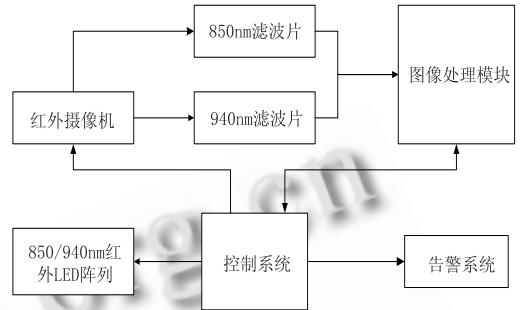 850nm滤波片
图像处理模块
红外摄像机
940nm滤波片
850/940nm红
外LED阵列
控制系统
告警系统